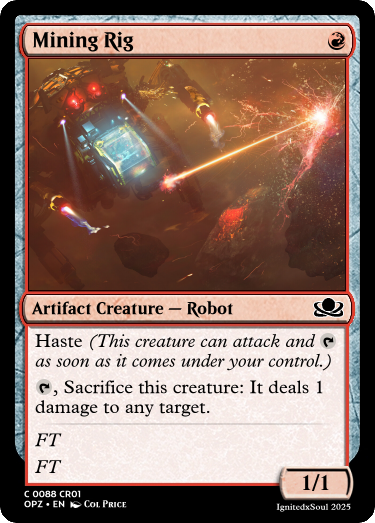 Mining Rig
Artifact Creature — Robot
Haste (This creature can attack and
as soon as it comes under your control.)
, Sacrifice this creature: It deals 1
damage to any target.
FT
FT
1/1
C 0088 CR01
OPZ • EN Col Price
IgnitedxSoul 2025